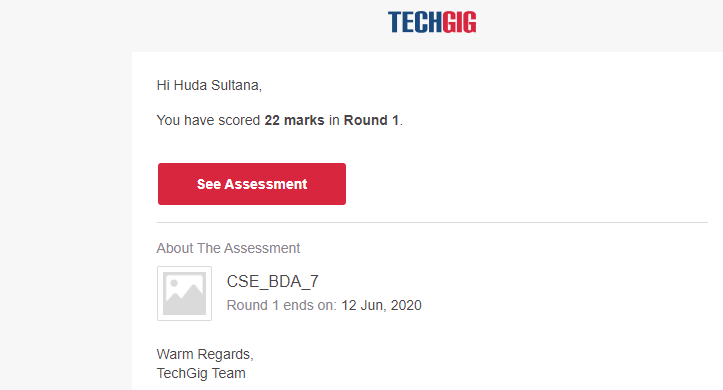 TECHGIG
Hi Huda Sultana,
You have scored 22 marks in Round 1.
See Assessment
About The Assessment
CSE_BDA_7
Round 1 ends on: 12 Jun, 2020
Warm Regards,
TechGig Team